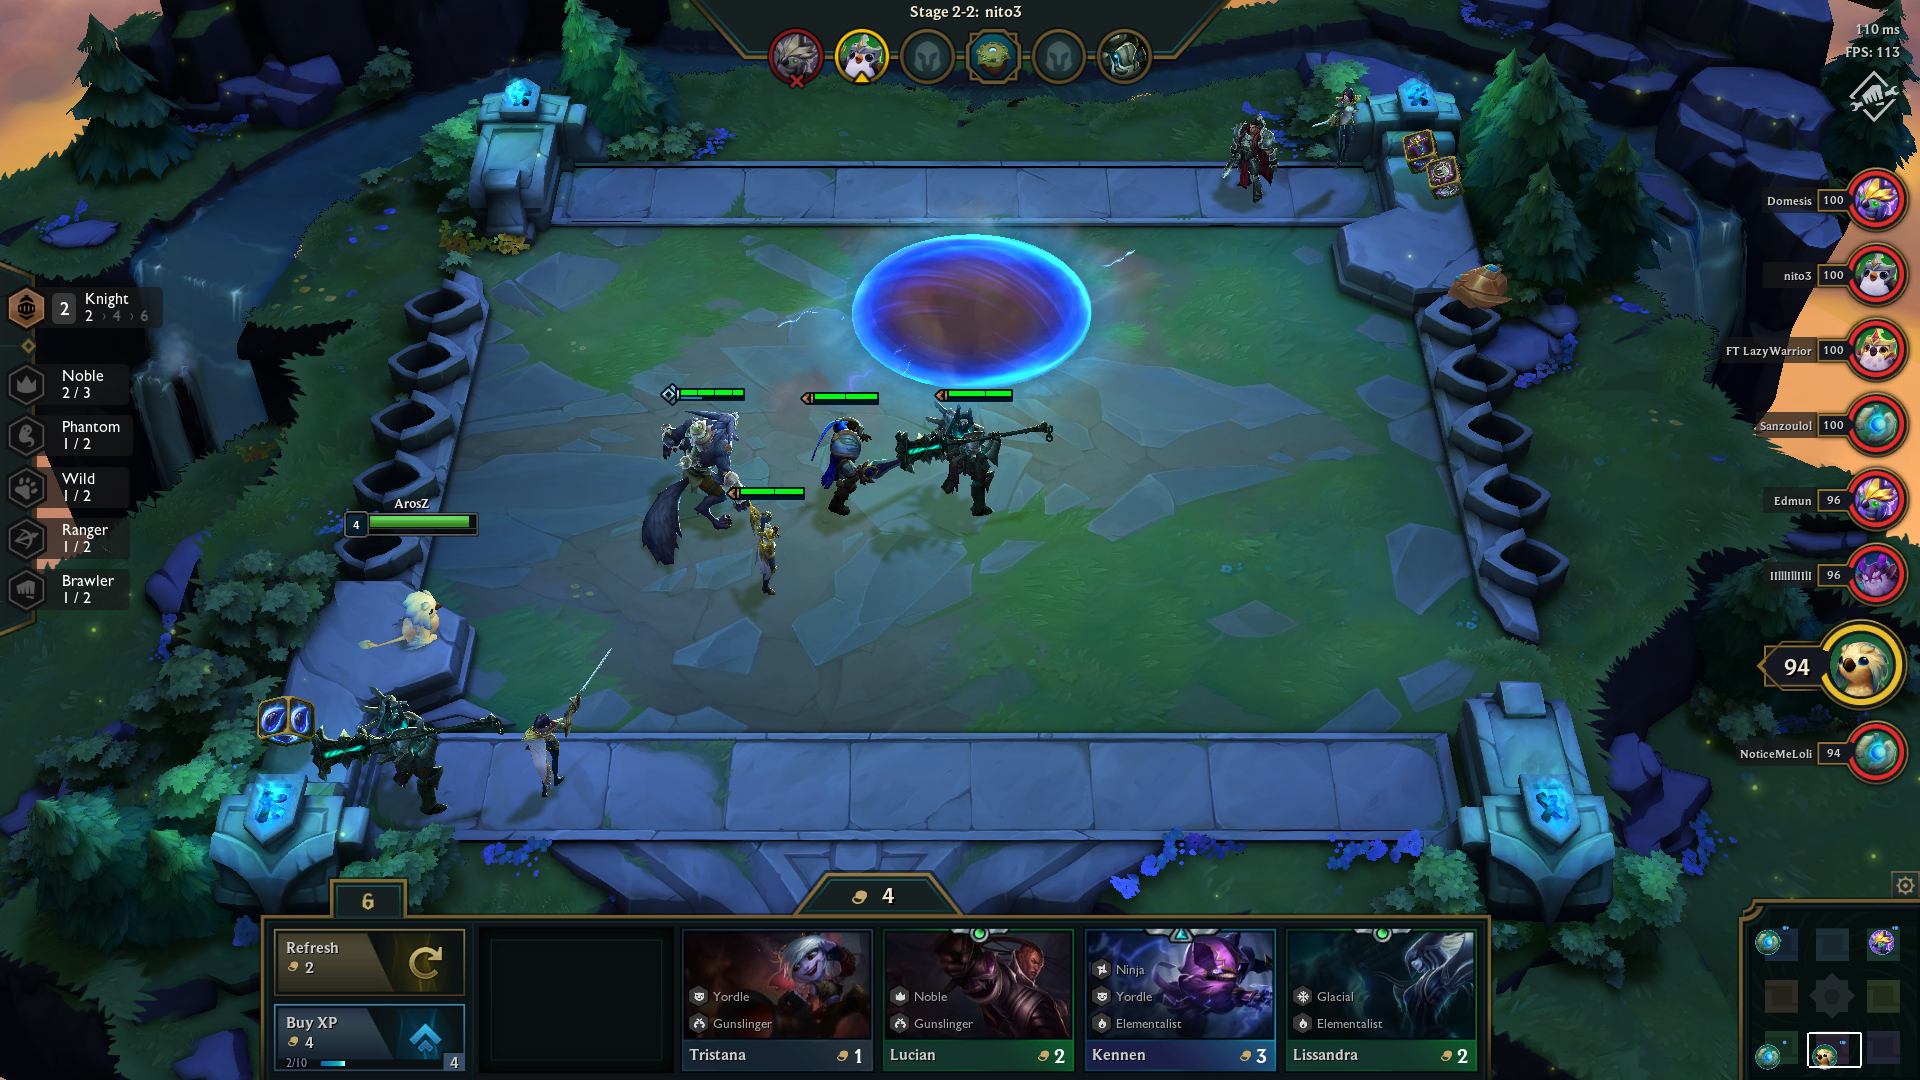 Stage 2-2: nito3
110 ms
FPS: 113
Domesis 100
nito3 100
FT LazyWarrior 100
Sanzoulol 100
Edmun 96
96
94
NoticeMeLoli 94
2 Knight
2 › 4 › 6
Noble
2 / 3
Phantom
1 / 2
Wild
1 / 2
Ranger
1 / 2
Brawler
1 / 2
ArosZ
4
6
4
Refresh
2
Buy XP
4
2/10
4
Yordle
Gunslinger
Tristana 1
Noble
Gunslinger
Lucian 2
Ninja
Yordle
Elementalist
Kennen 3
Glacial
Elementalist
Lissandra 2